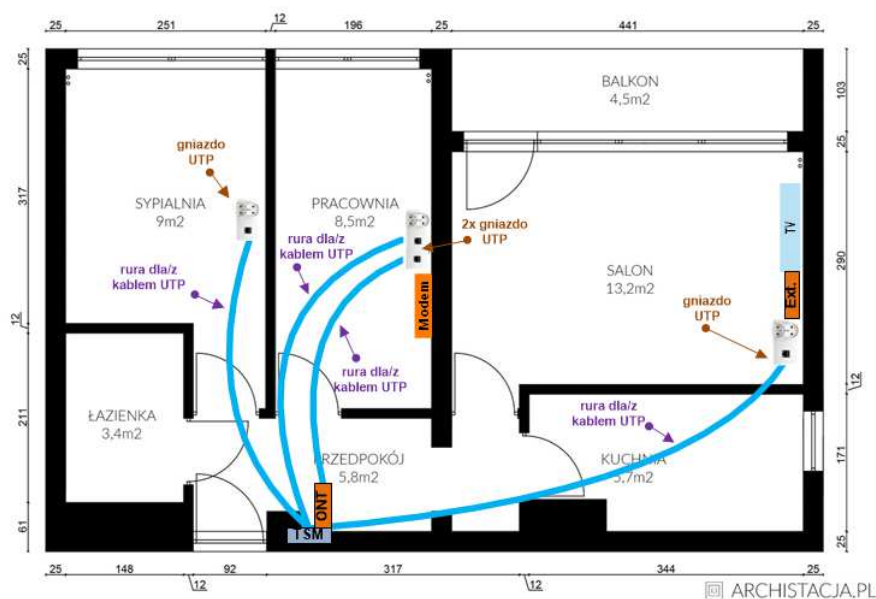 25
251
12
196
25
441
25
25
317
12
211
61
103
25
290
12
171
25
BALKON
4,5m2
gniazdo
UTP
SYPIALNIA
9m2
PRACOWNIA
8,5m2
2x gniazdo
UTP
rura dla/z
kablem UTP
rura dla/z
kablem UTP
TV
SALON
13,2m2
Ext.
gniazdo
UTP
Modem
rura dla/z
kablem UTP
ŁAZIENKA
3,4m2
rura dla/z
kablem UTP
PRZEDPOKÓJ
5,8m2
KUCHNIA
5,7m2
ONT
TSM
25
148
12
92
317
12
344
25
ARCHISTACJA.PL